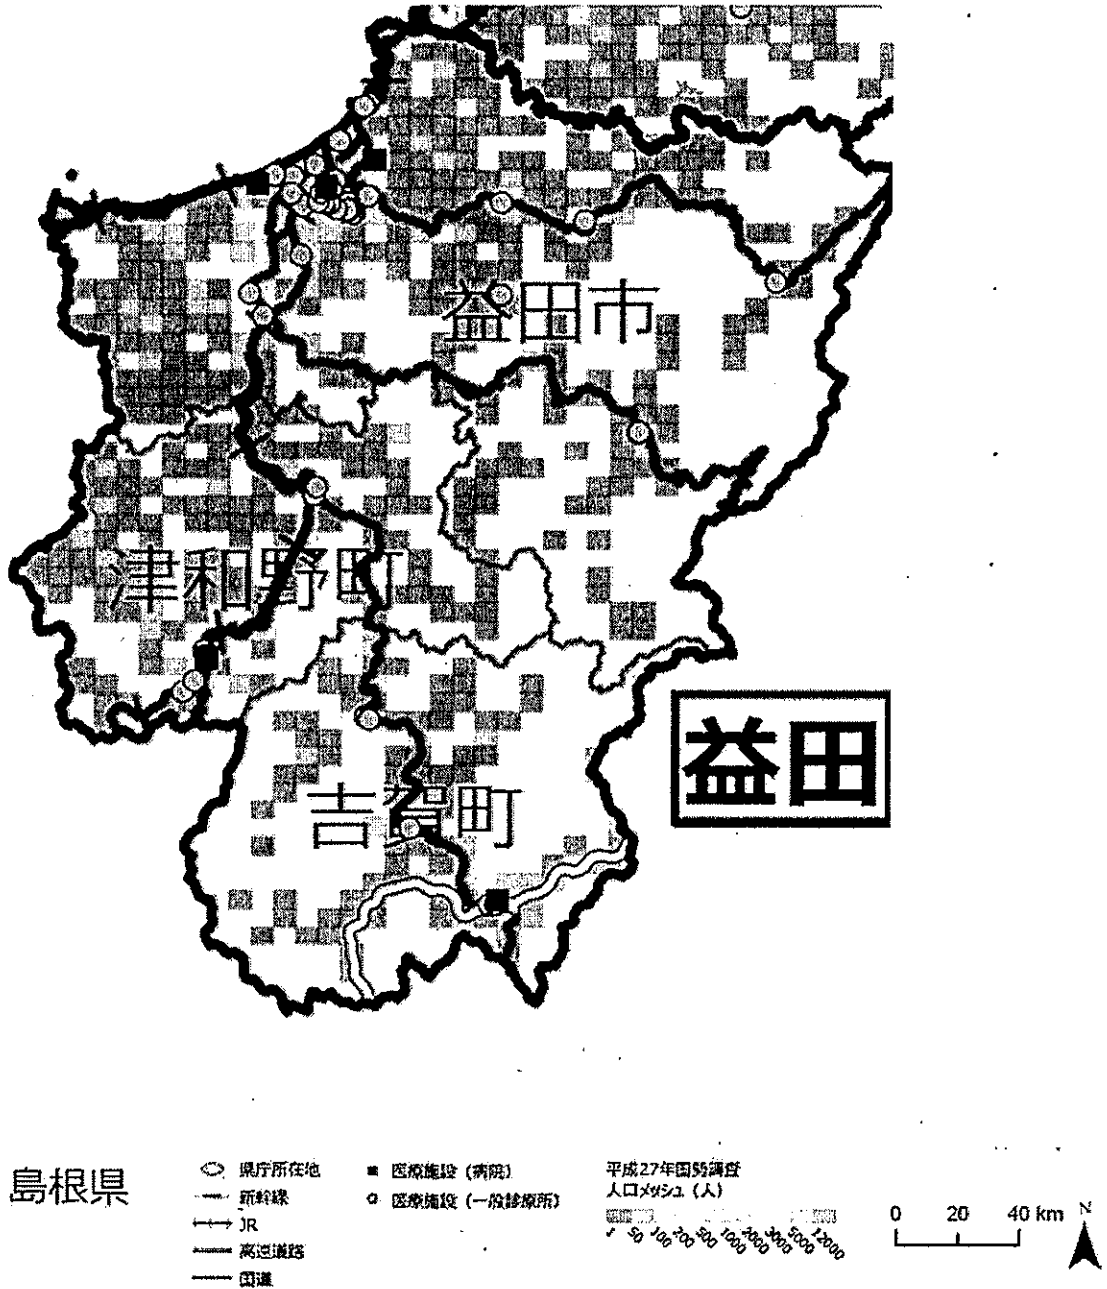 益田市
津和野町
益田
吉賀町
島根県
県庁所在地
新幹線
JR
高速道路
国道
医療施設（病院）
医療施設（一般診療所）
平成27年国勢調査
人口メッシュ（人）
1 50 100 200 500 1000 2000 3000 5000 12000
0 20 40 km
N